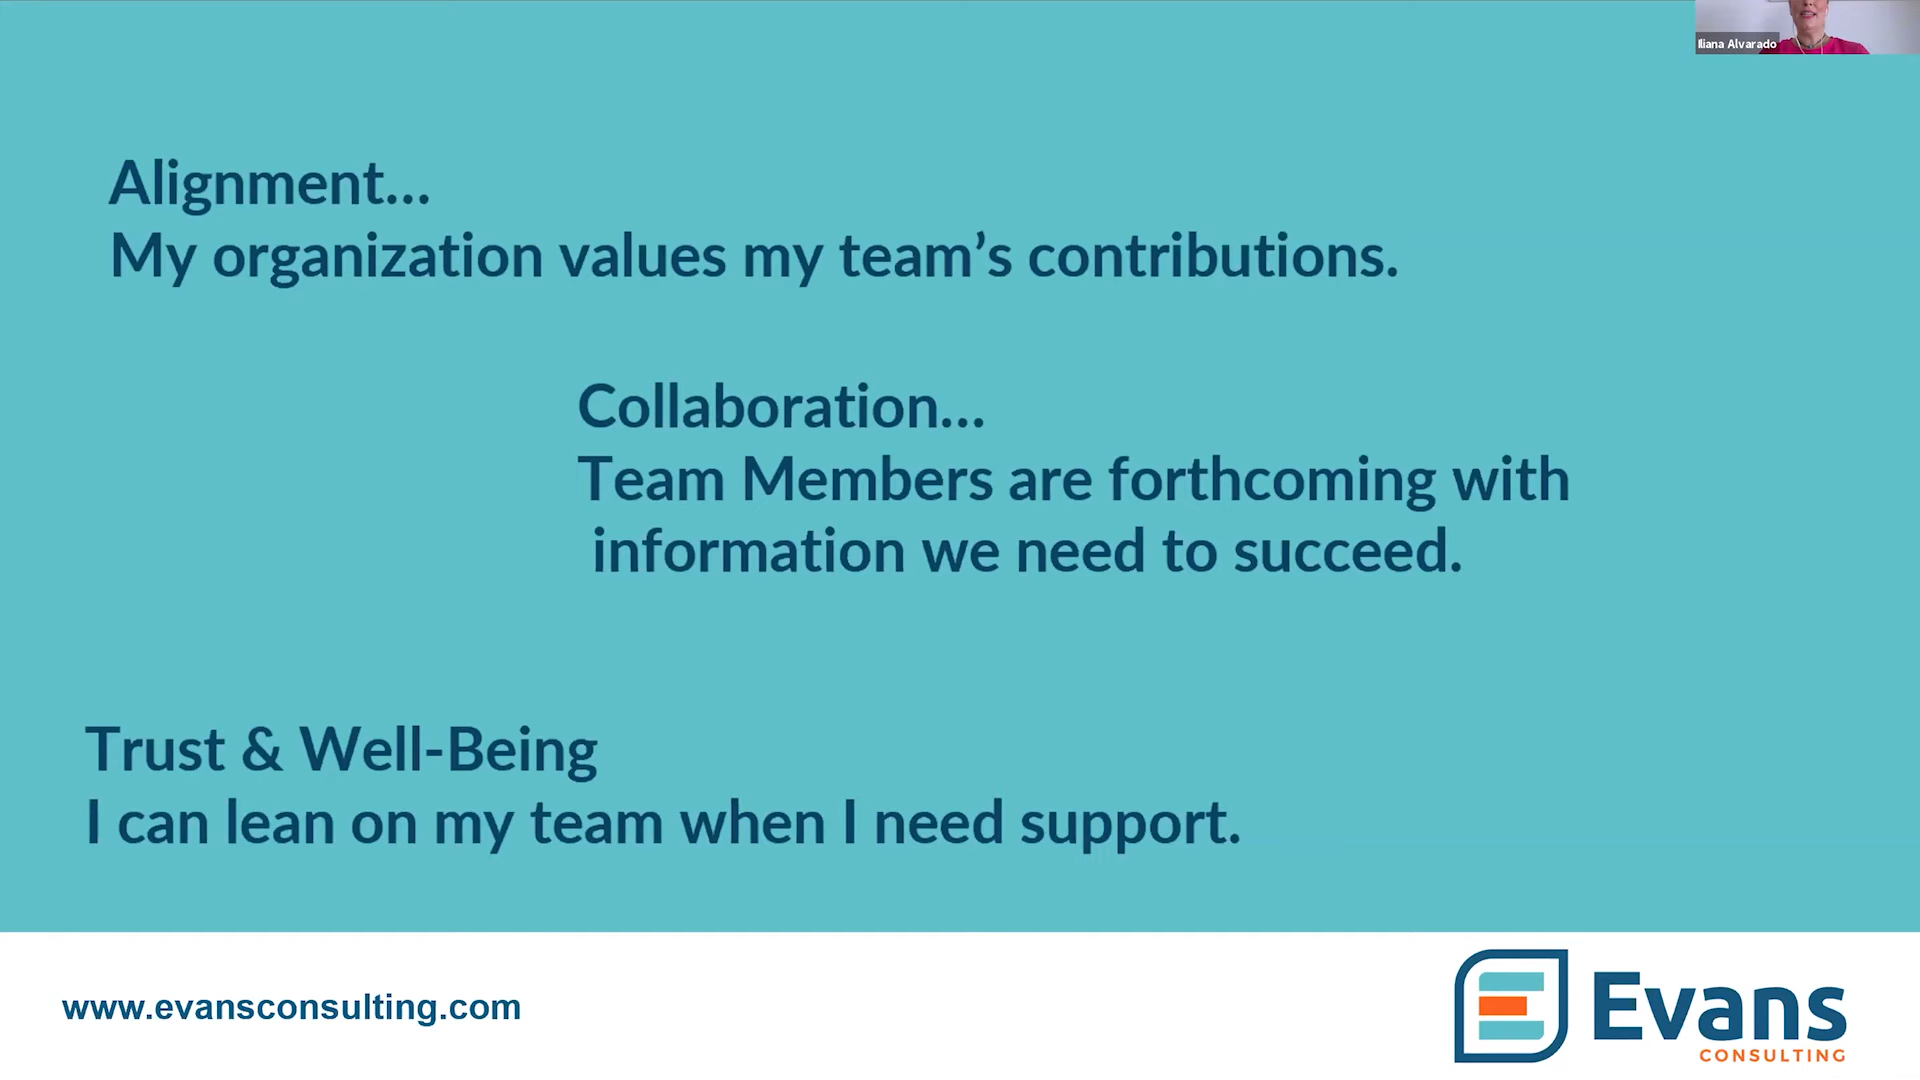 Iliana Alvarado
Alignment...
My organization values my team’s contributions.
Collaboration...
Team Members are forthcoming with
information we need to succeed.
Trust & Well-Being
I can lean on my team when I need support.
www.evansconsulting.com
Evans
CONSULTING